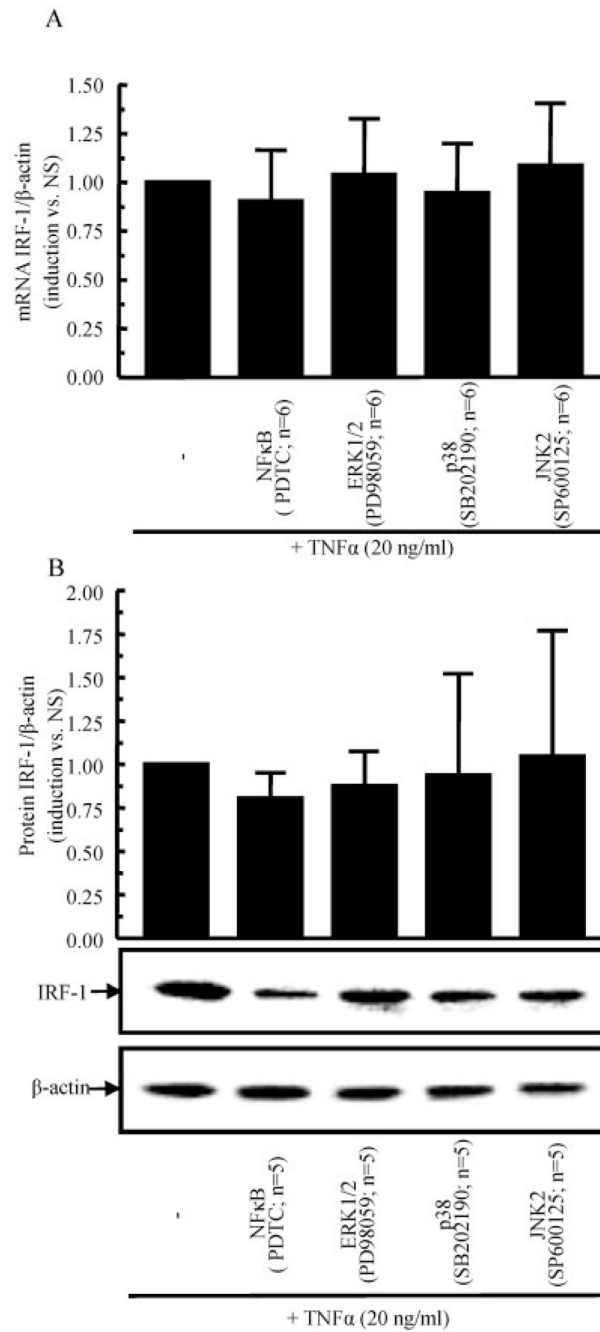 A
mRNA IRF-1/β-actin
(induction vs. NS)
1.50
1.25
1.00
0.75
0.50
0.25
0.00
-
NFκB
( PDTC; n=6)
ERK1/2
(PD98059; n=6)
p38
(SB202190; n=6)
JNK2
(SP600125; n=6)
+ TNFα (20 ng/ml)
B
Protein IRF-1/β-actin
(induction vs. NS)
2.00
1.75
1.50
1.25
1.00
0.75
0.50
0.25
0.00
IRF-1
β-actin
-
NFκB
( PDTC; n=5)
ERK1/2
(PD98059; n=5)
p38
(SB202190; n=5)
JNK2
(SP600125; n=5)
+ TNFα (20 ng/ml)